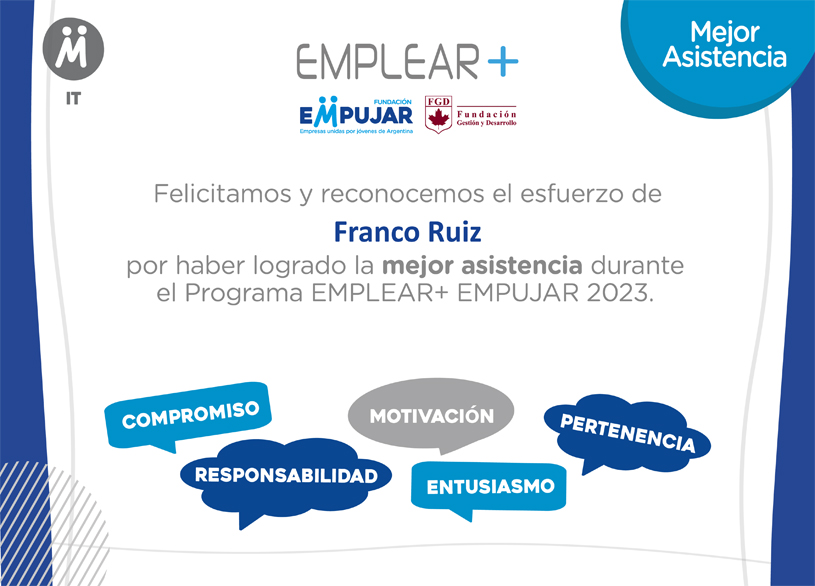 IT
Mejor
Asistencia
EMPLEAR+
FUNDACIÓN
EMPUJAR
Empresas unidas por jóvenes de Argentina
FGD
Fundación
Gestión y Desarrollo
Felicitamos y reconocemos el esfuerzo de
Franco Ruiz
por haber logrado la mejor asistencia durante
el Programa EMPLEAR+ EMPUJAR 2023.
COMPROMISO
MOTIVACIÓN
PERTENENCIA
RESPONSABILIDAD
ENTUSIASMO